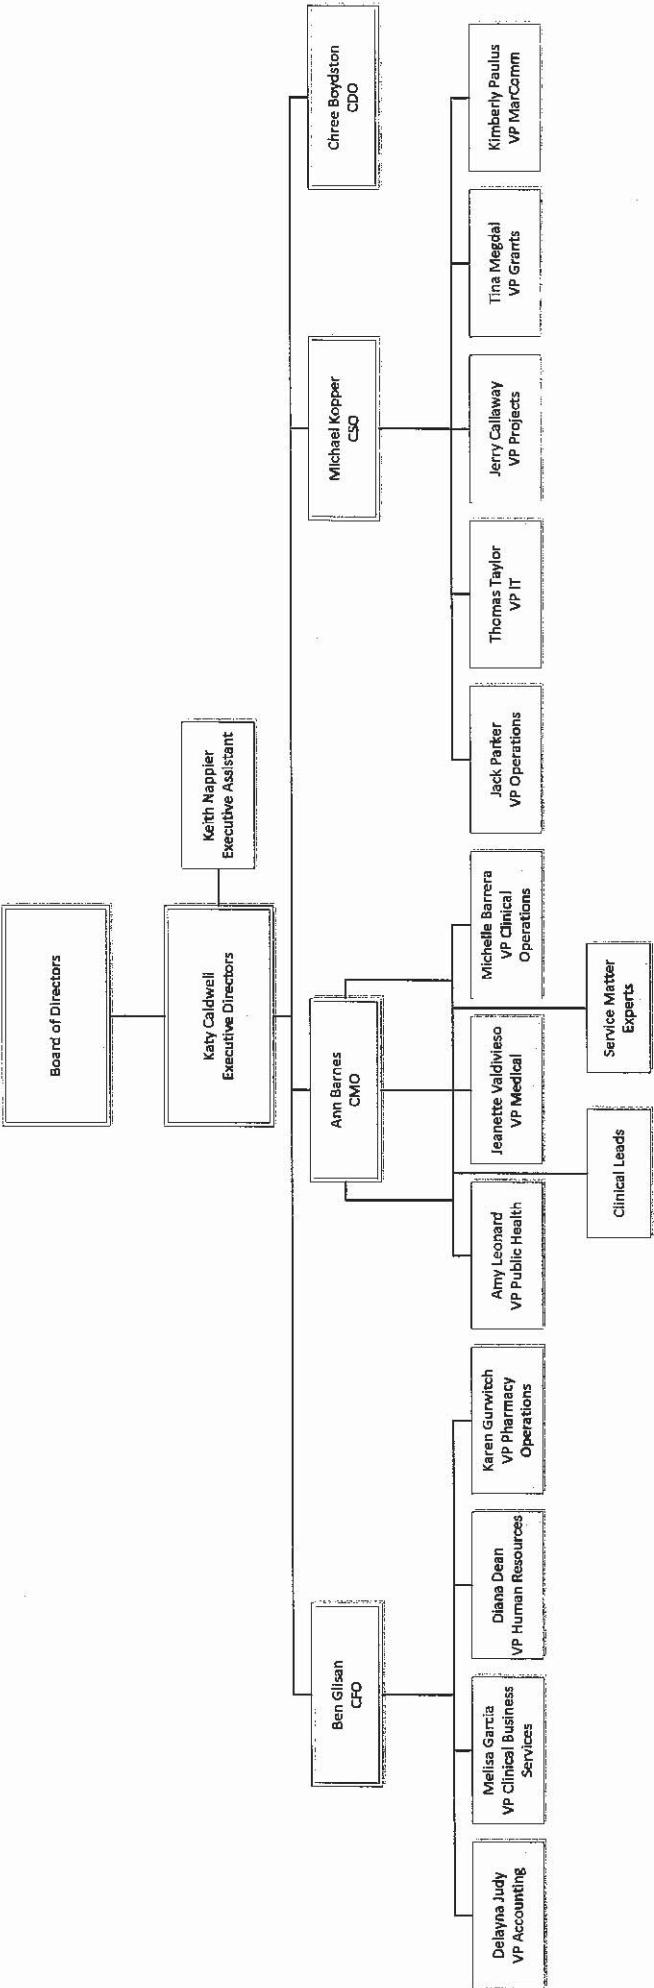 Board of Directors
Katy Caldwell
Executive Directors
Keith Nappier
Executive Assistant
Ben Glisan
CFO
Ann Barnes
CMO
Michael Kopper
CSO
Chree Boydston
CDO
Delayna Judy
VP Accounting
Melisa Garcia
VP Clinical Business
Services
Diana Dean
VP Human Resources
Karen Gurwitch
VP Pharmacy
Operations
Amy Leonard
VP Public Health
Jeanette Valdivieso
VP Medical
Michelle Barrera
VP Clinical
Operations
Jack Parker
VP Operations
Thomas Taylor
VP IT
Jerry Callaway
VP Projects
Tina Megdal
VP Grants
Kimberly Paulus
VP MarComm
Clinical Leads
Service Matter
Experts